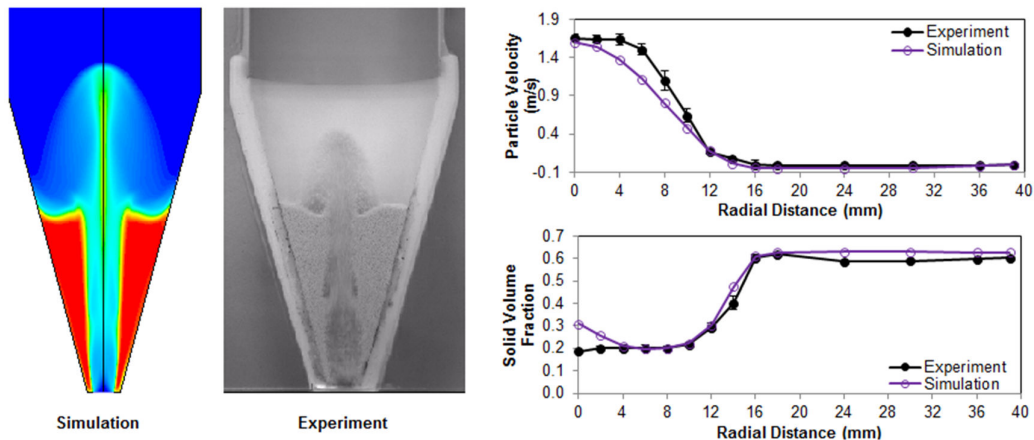 Simulation
Experiment
1.9
1.4
0.9
0.4
-0.1
Particle Velocity
(m/s)
Experiment
Simulation
0 4 8 12 16 20 24 28 32 36 40
Radial Distance (mm)
0.7
0.6
0.5
0.4
0.3
0.2
0.1
0.0
Solid Volume
Fraction
Experiment
Simulation
0 4 8 12 16 20 24 28 32 36 40
Radial Distance (mm)